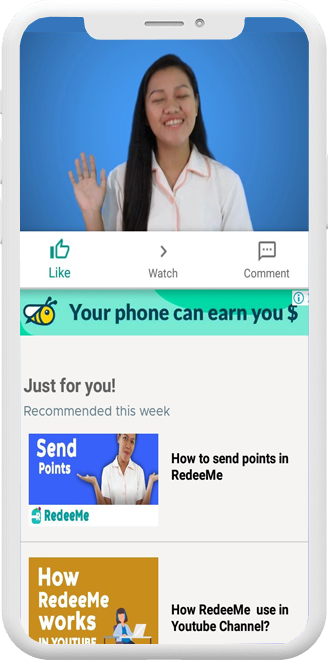 Like
Watch
Comment
Your phone can earn you $
Just for you!
Recommended this week
Send
Points
RedeeMe
How to send points in
RedeeMe
How
RedeeMe
works
IN YOUTUBE
How RedeeMe use in
Youtube Channel?